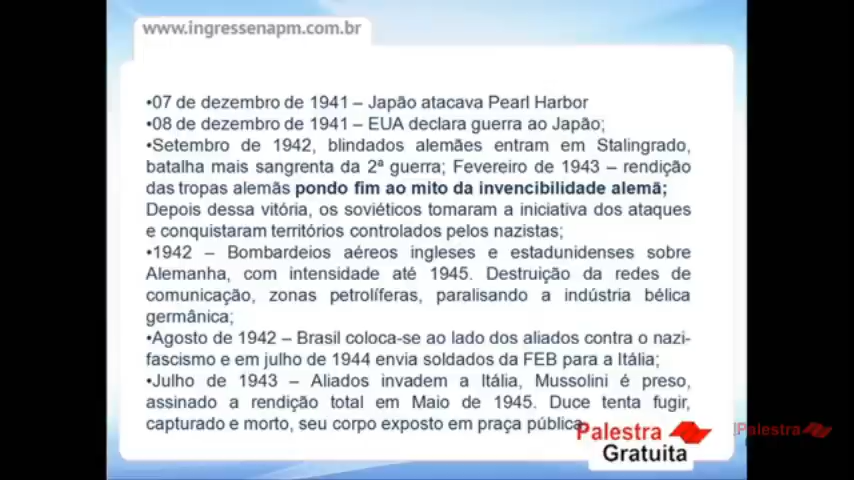 www.ingressenapm.com.br
•07 de dezembro de 1941 – Japão atacava Pearl Harbor
•08 de dezembro de 1941 – EUA declara guerra ao Japão;
•Setembro de 1942, blindados alemães entram em Stalingrado,
batalha mais sangrenta da 2ª guerra; Fevereiro de 1943 – rendição
das tropas alemãs pondo fim ao mito da invencibilidade alemã;
Depois dessa vitória, os soviéticos tomaram a iniciativa dos ataques
e conquistaram territórios controlados pelos nazistas;
•1942 – Bombardeios aéreos ingleses e estadunidenses sobre
Alemanha, com intensidade até 1945. Destruição da redes de
comunicação, zonas petrolíferas, paralisando a indústria bélica
germânica;
•Agosto de 1942 – Brasil coloca-se ao lado dos aliados contra o nazi-
fascismo e em julho de 1944 envia soldados da FEB para a Itália;
•Julho de 1943 – Aliados invadem a Itália, Mussolini é preso,
assinado a rendição total em Maio de 1945. Duce tenta fugir,
capturado e morto, seu corpo exposto em praça pública.
Palestra
Gratuita
Palestra